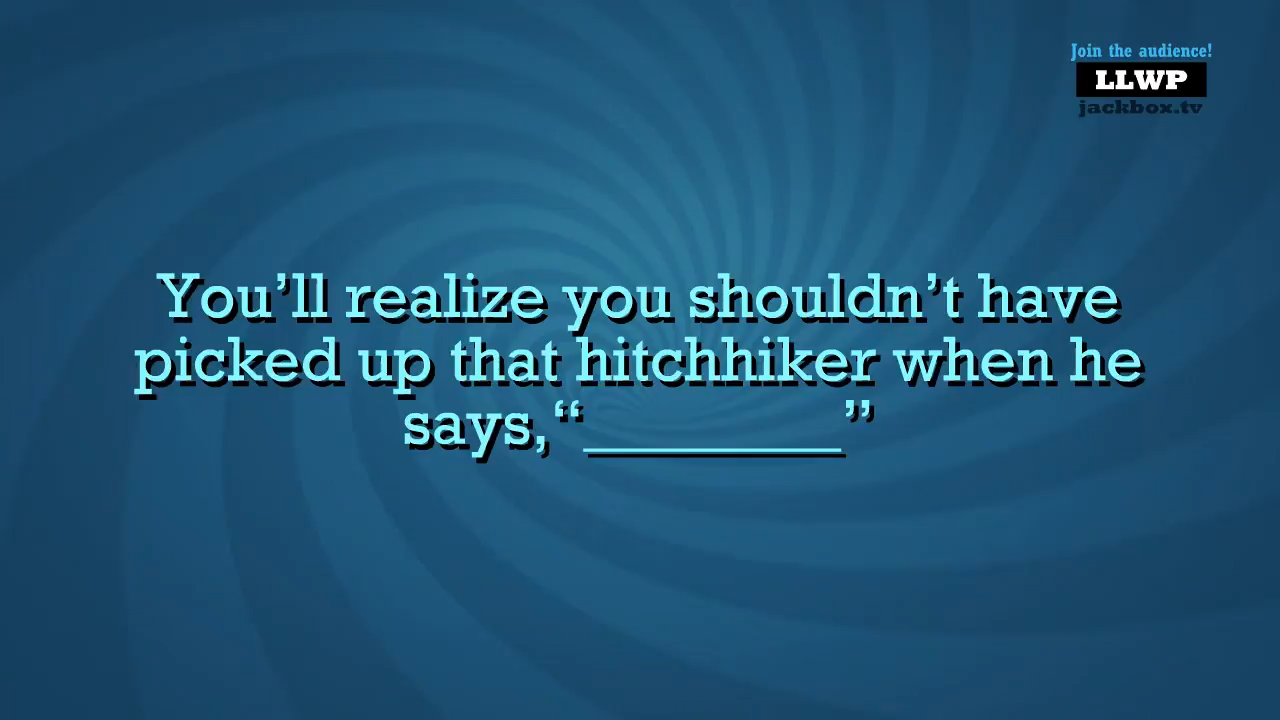 Join the audience!
LLWP
jackbox.tv
You’ll realize you shouldn’t have
picked up that hitchhiker when he
says,“__________”